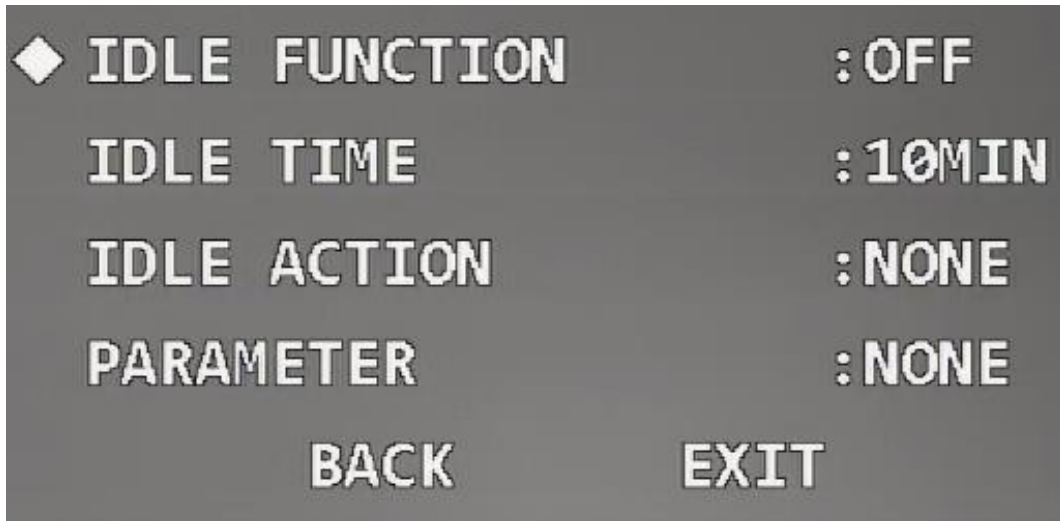 ◆ IDLE FUNCTION :OFF
IDLE TIME :10MIN
IDLE ACTION :NONE
PARAMETER :NONE
BACK EXIT